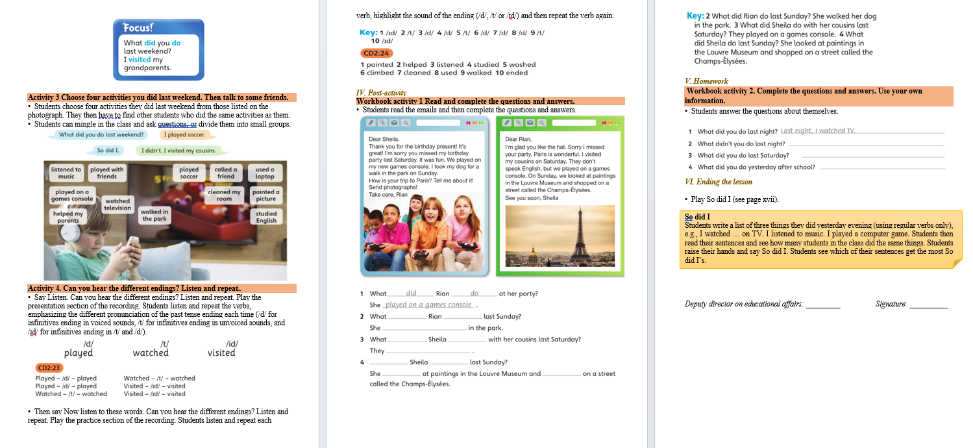 Focus!
What did you do
last weekend?
I visited my
grandparents.
Activity 3 Choose four activities you did last weekend. Then talk to some friends.
• Students choose four activities they did last weekend from those listed on the
photograph. They then have to find other students who did the same activities as them.
• Students can mingle in the class and ask questions, or divide them into small groups.
What did you do last weekend?
I played soccer.
So did I.
I didn't. I visited my cousins.
listened to
music
played with
friends
played
soccer
called a
friend
used a
laptop
played on a
games console
watched
television
cleaned my
room
painted a
picture
helped my
parents
walked in
the park
studied
English
Activity 4. Can you hear the different endings? Listen and repeat.
• Say Listen. Can you hear the different endings? Listen and repeat. Play the
presentation section of the recording. Students listen and repeat the verbs,
emphasizing the different pronunciation of the past tense ending each time (/d/ for
infinitives ending in voiced sounds, /t/ for infinitives ending in unvoiced sounds, and
/ɪd/ for infinitives ending in /t/ and /d/).
/d/ /t/ /id/
played watched visited
CD2:23
Played – /d/ – played Watched – /t/ – watched
Played – /d/ – played Visited – /ɪd/ – visited
Watched – /t/ – watched Visited – /ɪd/ – visited
• Then say Now listen to these words. Can you hear the different endings? Listen and
repeat. Play the practice section of the recording. Students listen and repeat each
verb, highlight the sound of the ending (/d/, /t/ or /ɪd/) and then repeat the verb again.
Key: 1 /ɪd/ 2 /t/ 3 /d/ 4 /d/ 5 /t/ 6 /d/ 7 /d/ 8 /d/ 9 /t/
10 /ɪd/
CD2:24
1 painted 2 helped 3 listened 4 studied 5 washed
6 climbed 7 cleaned 8 used 9 walked 10 ended
IV. Post-activity
Workbook activity 1 Read and complete the questions and answers.
• Students read the emails and then complete the questions and answers.
Dear Sheila,
Thank you for the birthday present! It's
great! I'm sorry you missed my birthday
party last Saturday. It was fun. We played on
my new games console. I took my dog for a
walk in the park on Sunday.
How is your trip to Paris? Tell me about it!
Send photographs!
Take care, Rian
Dear Rian,
I'm glad you like the hat. Sorry I missed
your party. Paris is wonderful. I visited
my cousins on Saturday. They don't
speak English, but we played on a games
console. On Sunday, we looked at paintings
in the Louvre Museum and shopped on a
street called the Champs-Élysées.
See you soon, Sheila
1 What did Rian do at her party?
She played on a games console .
2 What Rian last Sunday?
She in the park.
3 What Sheila with her cousins last Saturday?
They .
4 Sheila last Sunday?
She at paintings in the Louvre Museum and on a street
called the Champs-Élysées.
Key: 2 What did Rian do last Sunday? She walked her dog
in the park. 3 What did Sheila do with her cousins last
Saturday? They played on a games console. 4 What
did Sheila do last Sunday? She looked at paintings in
the Louvre Museum and shopped on a street called the
Champs-Élysées.
V. Homework
Workbook activity 2. Complete the questions and answers. Use your own
information.
• Students answer the questions about themselves.
1 What did you do last night? Last night, I watched TV.
2 What didn't you do last night?
3 What did you do last Saturday?
4 What did you do yesterday after school?
VI. Ending the lesson
• Play So did I (see page xvii).
So did I
Students write a list of three things they did yesterday evening (using regular verbs only),
e.g., I watched … on TV. I listened to music. I played a computer game. Students then
read their sentences and see how many students in the class did the same things. Students
raise their hands and say So did I. Students see which of their sentences get the most So
did I's.
Deputy director on educational affairs: ________ Signature: ________